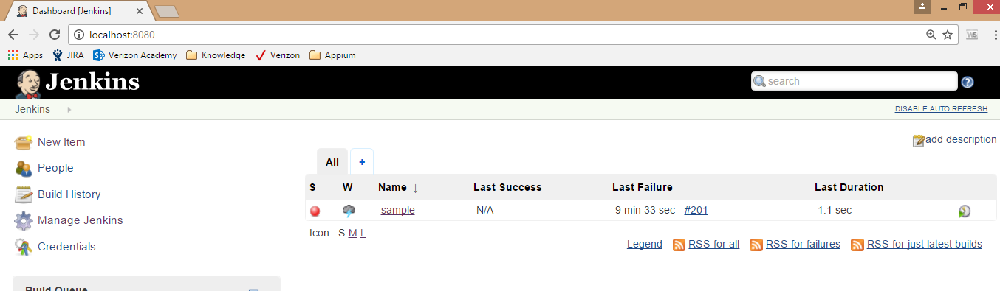 Dashboard [Jenkins]
localhost:8080
Apps JIRA Verizon Academy Knowledge Verizon Appium
Jenkins
search
Jenkins
DISABLE AUTO REFRESH
New Item
People
Build History
Manage Jenkins
Credentials
Build Queue
add description
All +
S W Name ↓ Last Success Last Failure Last Duration
sample N/A 9 min 33 sec - #201 1.1 sec
Icon: S M L
Legend RSS for all RSS for failures RSS for just latest builds